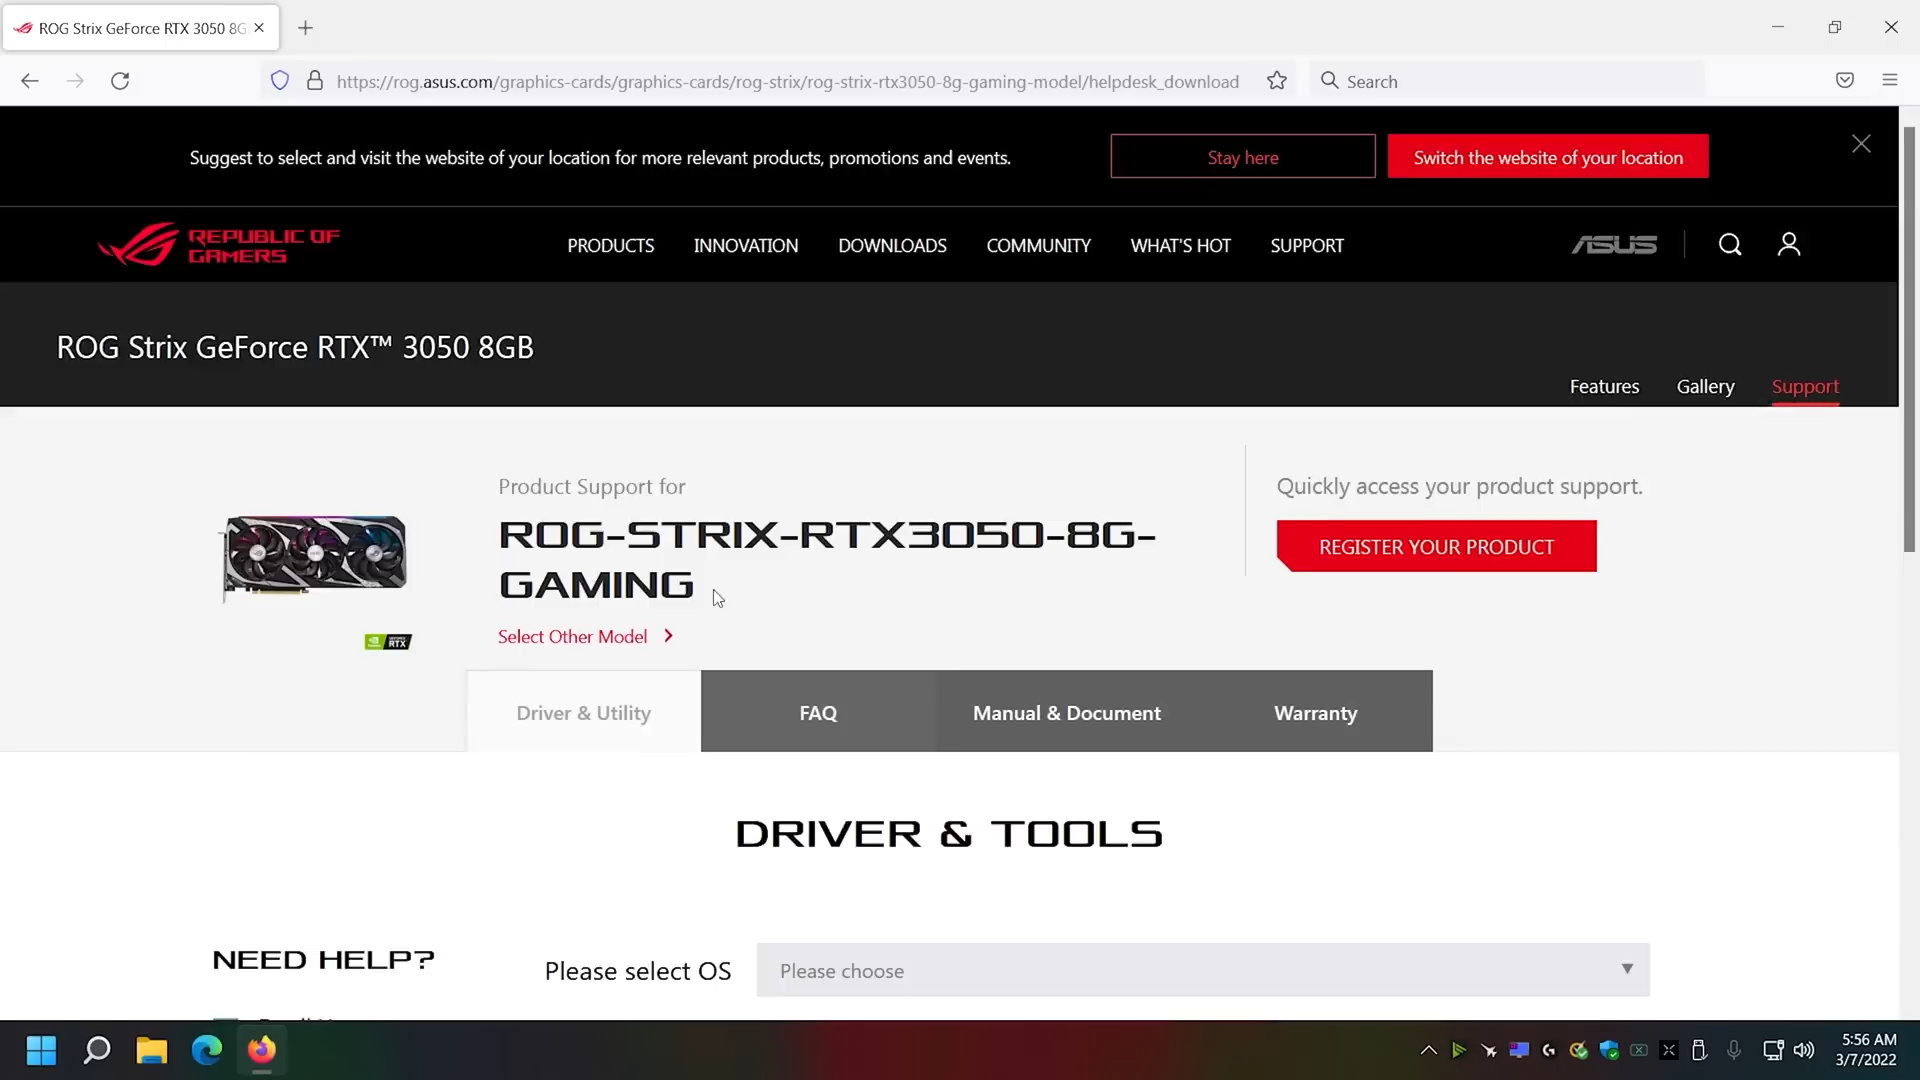 ROG Strix GeForce RTX 3050 8G
https://rog.asus.com/graphics-cards/graphics-cards/rog-strix/rog-strix-rtx3050-8g-gaming-model/helpdesk_download
Search
Suggest to select and visit the website of your location for more relevant products, promotions and events.
Stay here
Switch the website of your location
REPUBLIC OF
GAMERS
PRODUCTS
INNOVATION
DOWNLOADS
COMMUNITY
WHAT'S HOT
SUPPORT
ASUS
ROG Strix GeForce RTX™ 3050 8GB
Features
Gallery
Support
Product Support for
ROG-STRIX-RTX3050-8G-
GAMING
Select Other Model
Quickly access your product support.
REGISTER YOUR PRODUCT
RTX
Driver & Utility
FAQ
Manual & Document
Warranty
DRIVER & TOOLS
NEED HELP?
Please select OS
Please choose
5:56 AM
3/7/2022